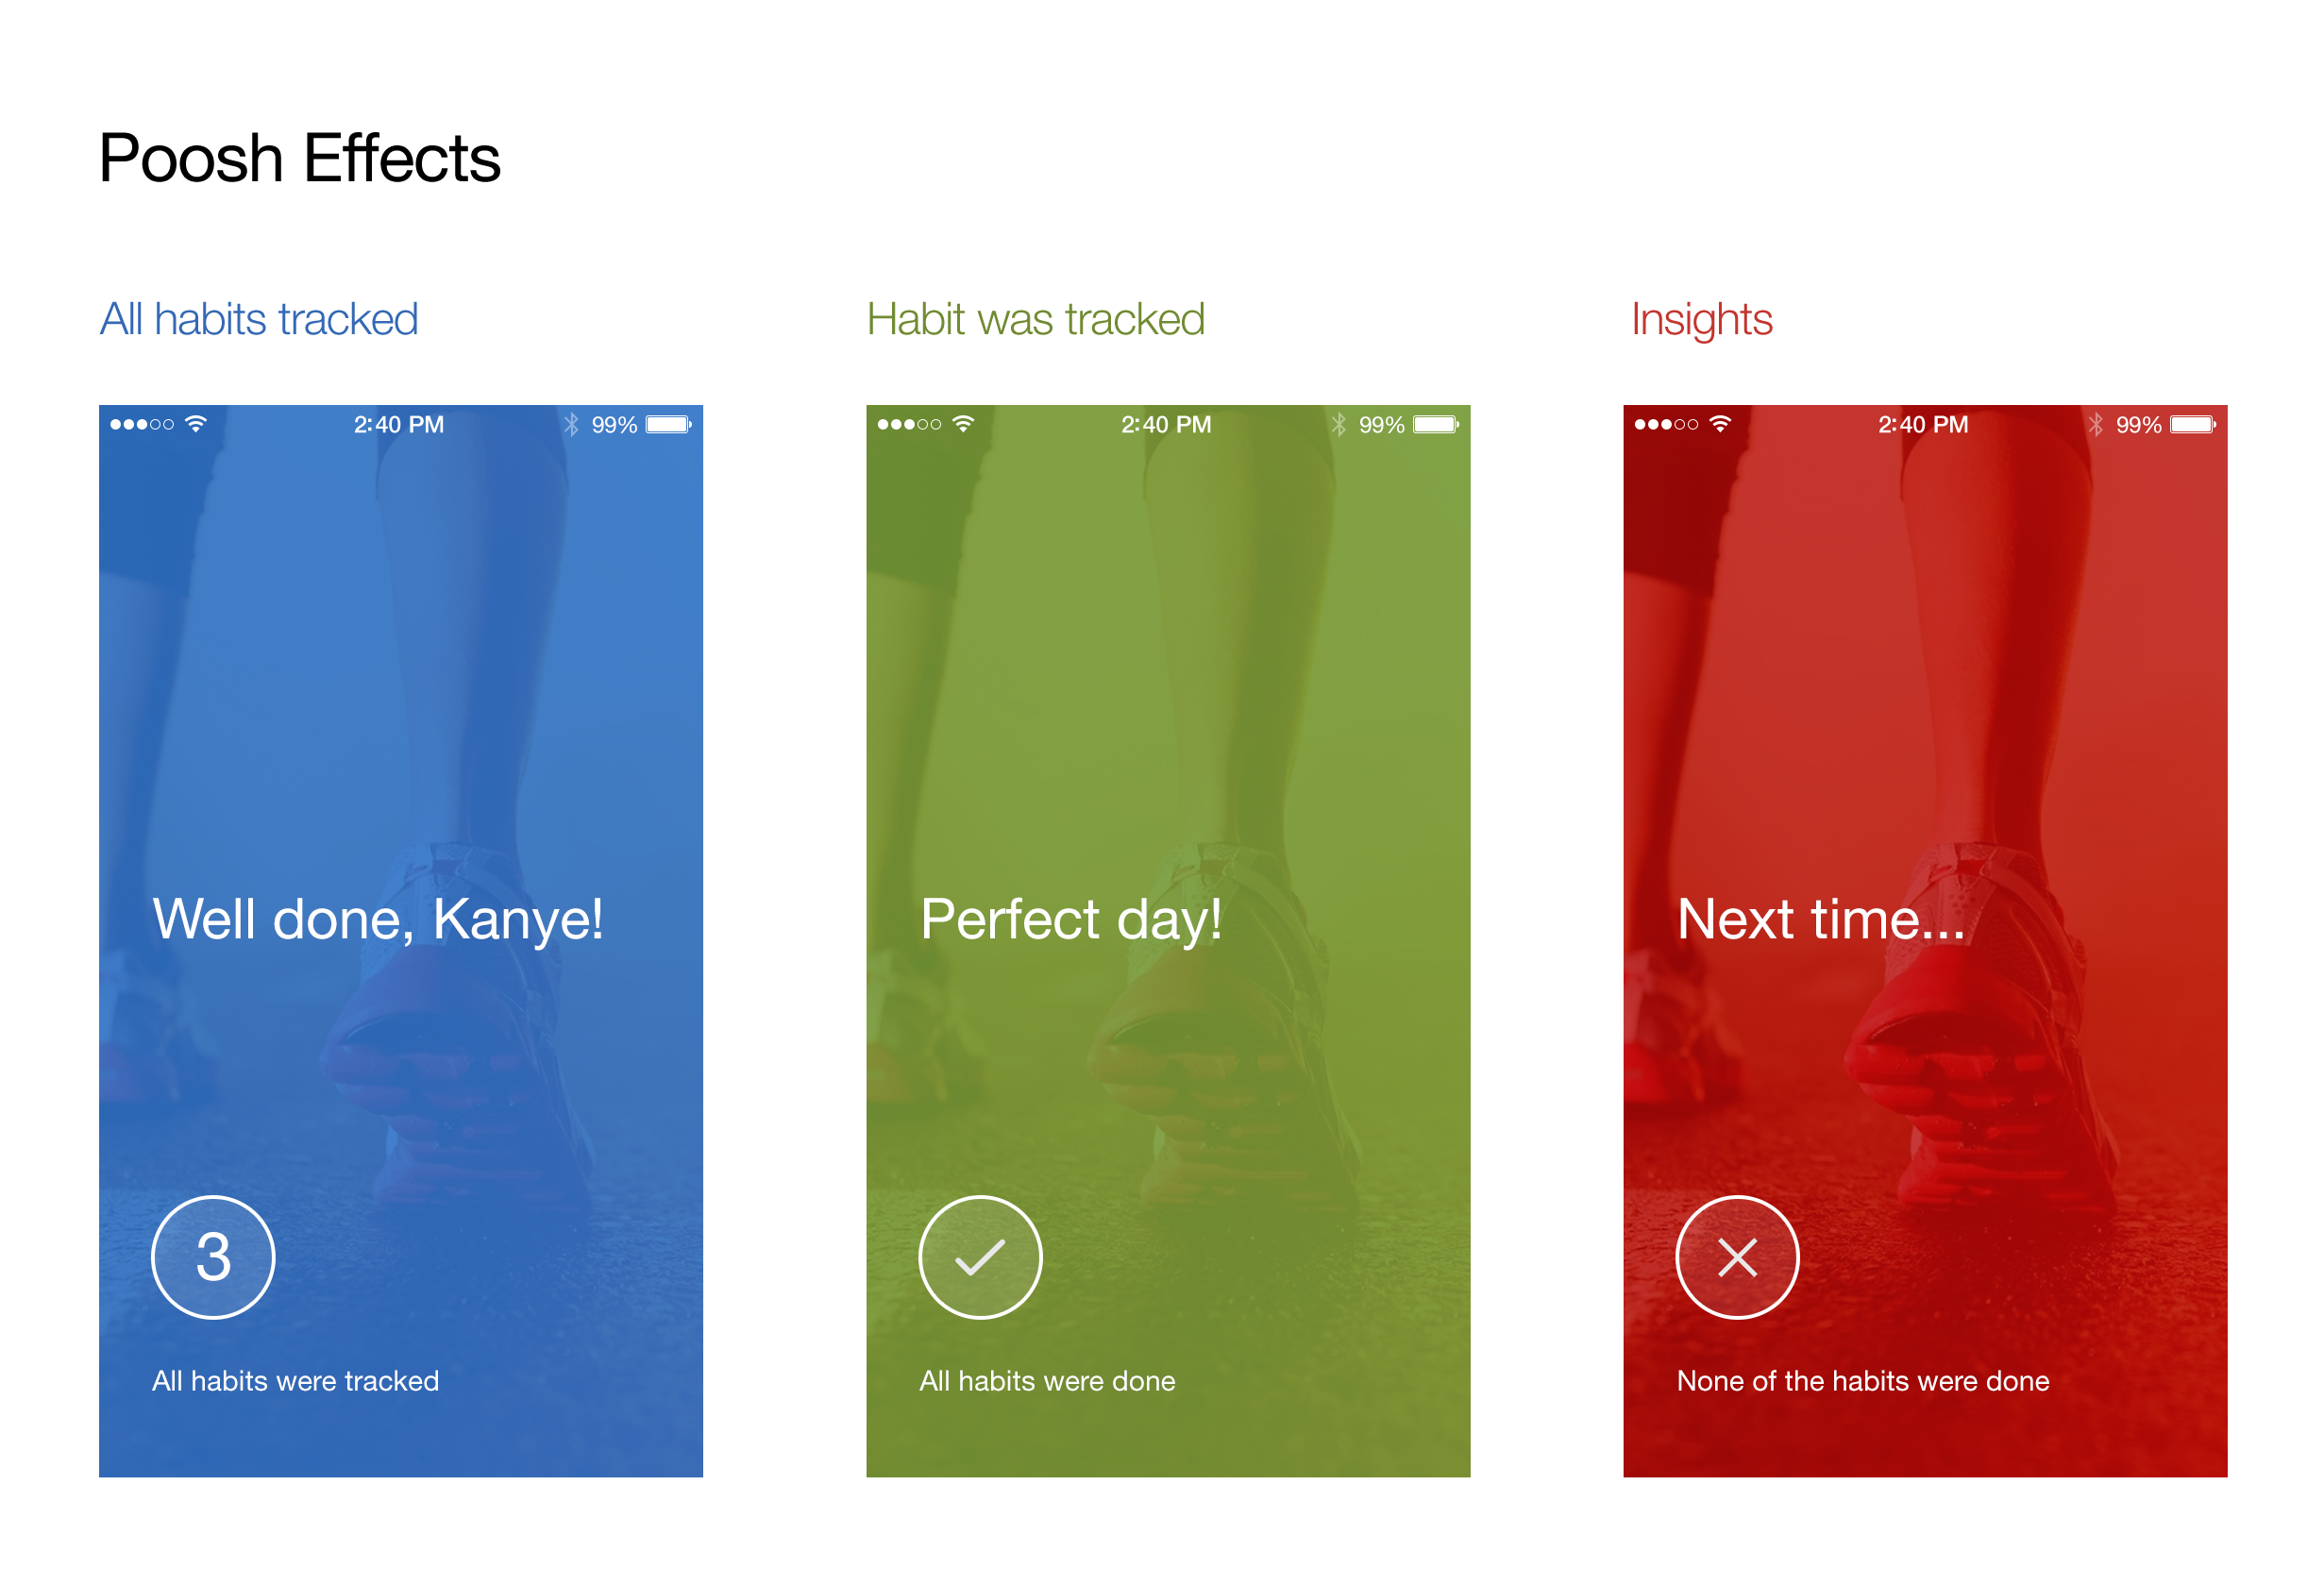 Poosh Effects
All habits tracked
Habit was tracked
Insights
2:40 PM 99%
Well done, Kanye!
3
All habits were tracked
2:40 PM 99%
Perfect day!
All habits were done
2:40 PM 99%
Next time...
None of the habits were done